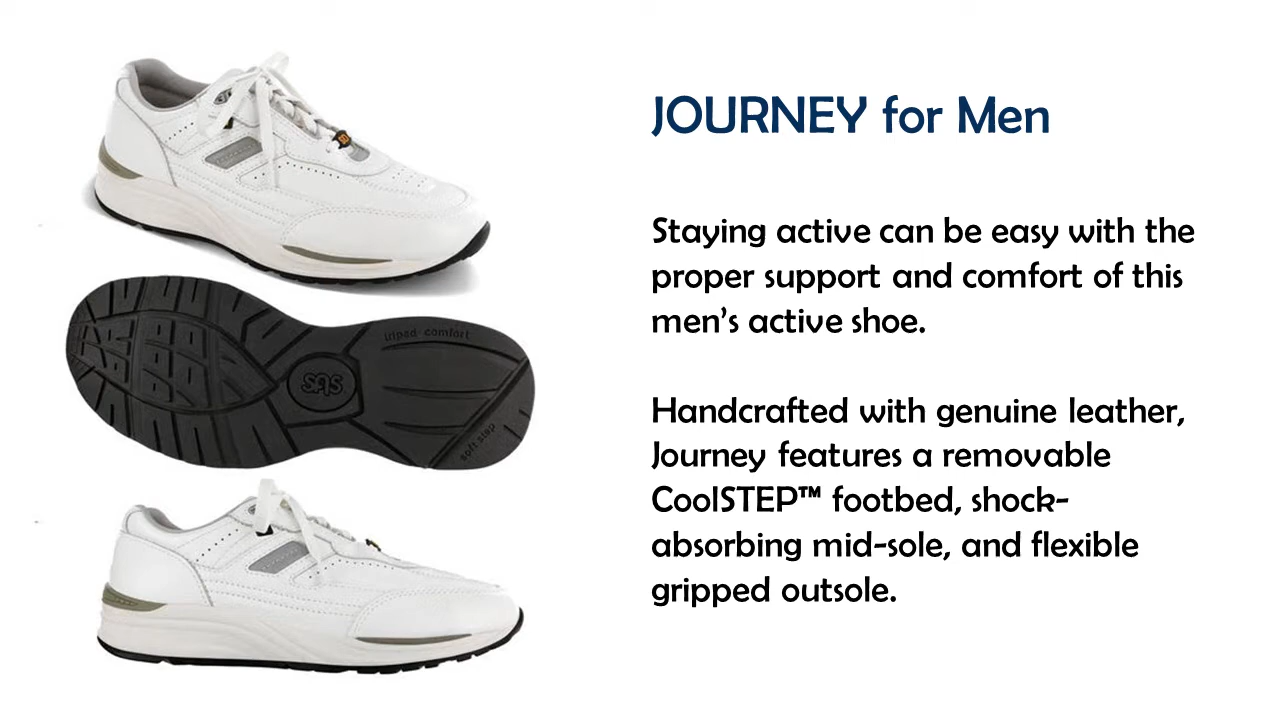 JOURNEY for Men
Staying active can be easy with the
proper support and comfort of this
men's active shoe.
Handcrafted with genuine leather,
Journey features a removable
CoolSTEP™ footbed, shock-
absorbing mid-sole, and flexible
gripped outsole.
tripad comfort
sas
soft step